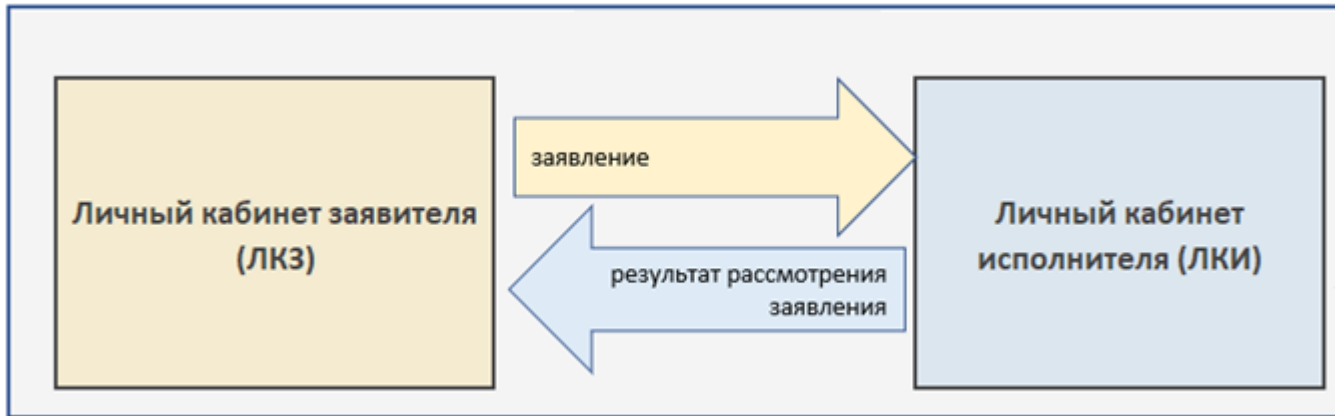 Личный кабинет заявителя
(ЛКЗ)
заявление
результат рассмотрения
заявления
Личный кабинет
исполнителя (ЛКИ)